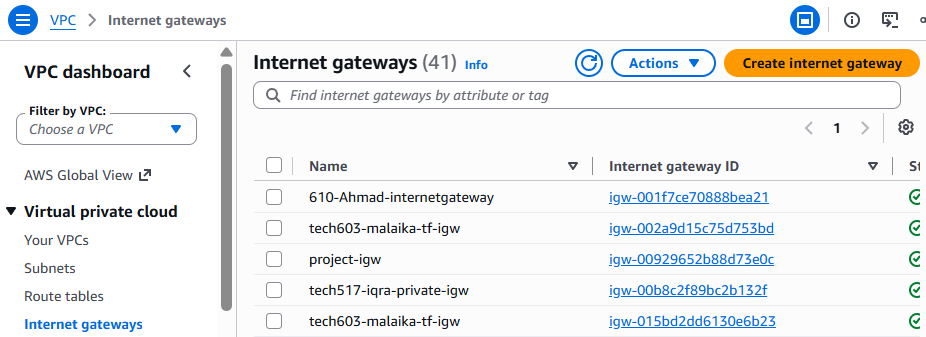 VPC > Internet gateways
VPC dashboard
Filter by VPC:
Choose a VPC
AWS Global View
Virtual private cloud
Your VPCs
Subnets
Route tables
Internet gateways
Internet gateways (41) Info
Actions
Create internet gateway
Find internet gateways by attribute or tag
1
Name Internet gateway ID St
610-Ahmad-internetgateway igw-001f7ce70888bea21
tech603-malaika-tf-igw igw-002a9d15c75d753bd
project-igw igw-00929652b88d73e0c
tech517-iqra-private-igw igw-00b8c2f89bc2b132f
tech603-malaika-tf-igw igw-015bd2dd6130e6b23